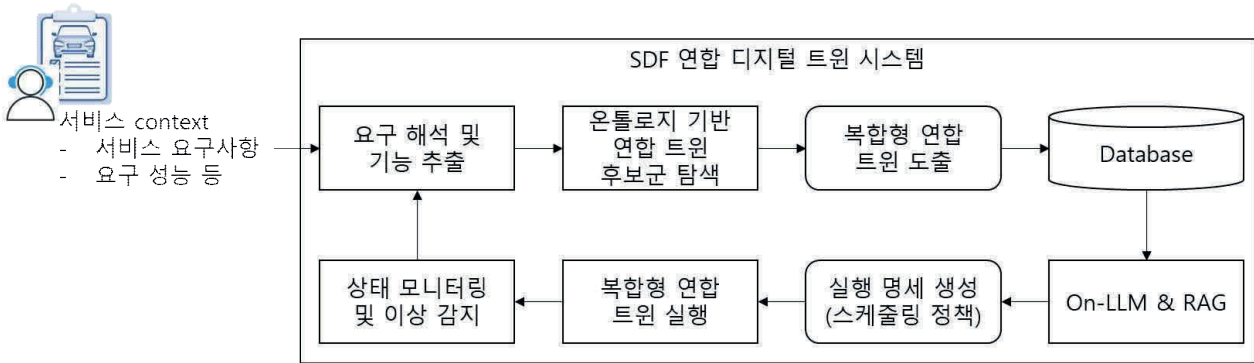 서비스 context
- 서비스 요구사항
- 요구 성능 등
SDF 연합 디지털 트윈 시스템
요구 해석 및
기능 추출
온톨로지 기반
연합 트윈
후보군 탐색
복합형 연합
트윈 도출
Database
상태 모니터링
및 이상 감지
복합형 연합
트윈 실행
실행 명세 생성
(스케줄링 정책)
On-LLM & RAG